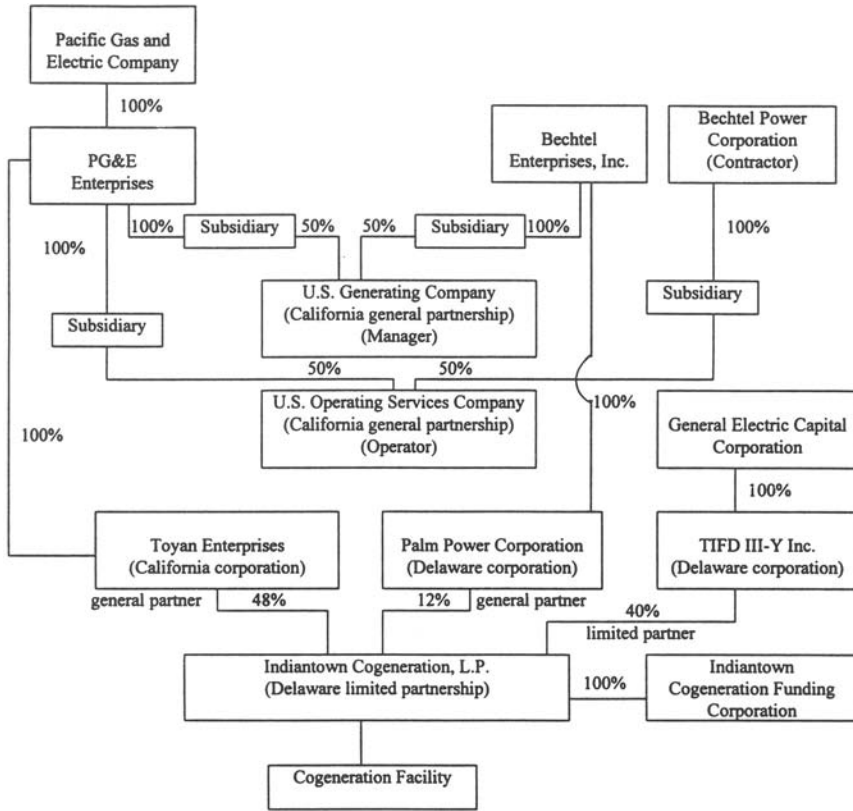 Pacific Gas and
Electric Company
100%
PG&E
Enterprises
Bechtel
Enterprises, Inc.
Bechtel Power
Corporation
(Contractor)
100%
100%
Subsidiary
50%
50%
Subsidiary
100%
100%
U.S. Generating Company
(California general partnership)
(Manager)
Subsidiary
Subsidiary
50%
50%
U.S. Operating Services Company
(California general partnership)
(Operator)
100%
General Electric Capital
Corporation
100%
100%
Toyan Enterprises
(California corporation)
Palm Power Corporation
(Delaware corporation)
TIFD III-Y Inc.
(Delaware corporation)
general partner
48%
12%
general partner
40%
limited partner
Indiantown Cogeneration, L.P.
(Delaware limited partnership)
100%
Indiantown
Cogeneration Funding
Corporation
Cogeneration Facility